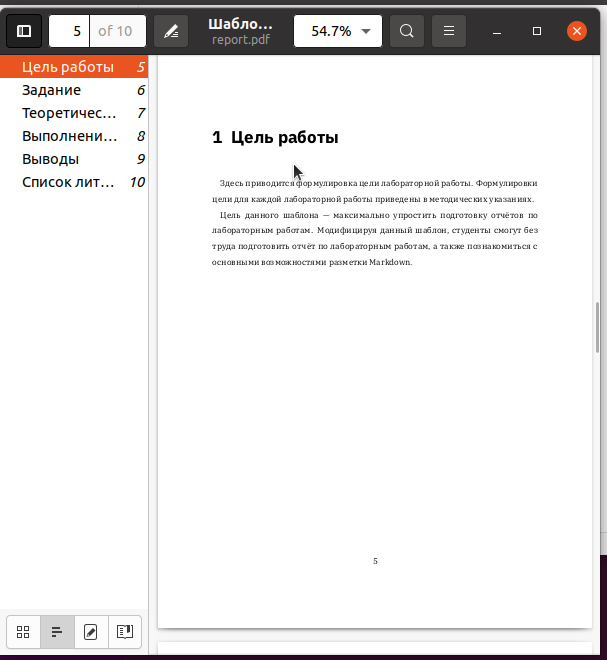 5 of 10
Шабло...
report.pdf
54.7%
Цель работы 5
Задание 6
Теоретичес... 7
Выполнени... 8
Выводы 9
Список лит... 10
1 Цель работы
Здесь приводится формулировка цели лабораторной работы. Формулировки
цели для каждой лабораторной работы приведены в методических указаниях.
Цель данного шаблона — максимально упростить подготовку отчётов по
лабораторным работам. Модифицируя данный шаблон, студенты смогут без
труда подготовить отчёт по лабораторным работам, а также познакомиться с
основными возможностями разметки Markdown.
5